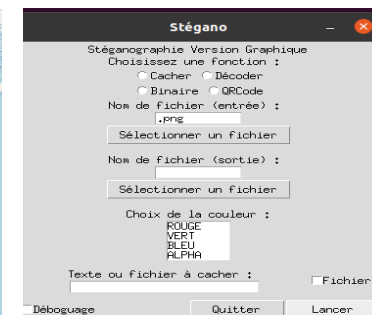 Stégano
Stéganographie Version Graphique
Choisissez une fonction :
Cacher Décoder
Binaire QRCode
Nom de fichier (entrée) :
.png
Sélectionner un fichier
Nom de fichier (sortie) :
Sélectionner un fichier
Choix de la couleur :
ROUGE
VERT
BLEU
ALPHA
Texte ou fichier à cacher :
Fichier
Déboguage Quitter Lancer